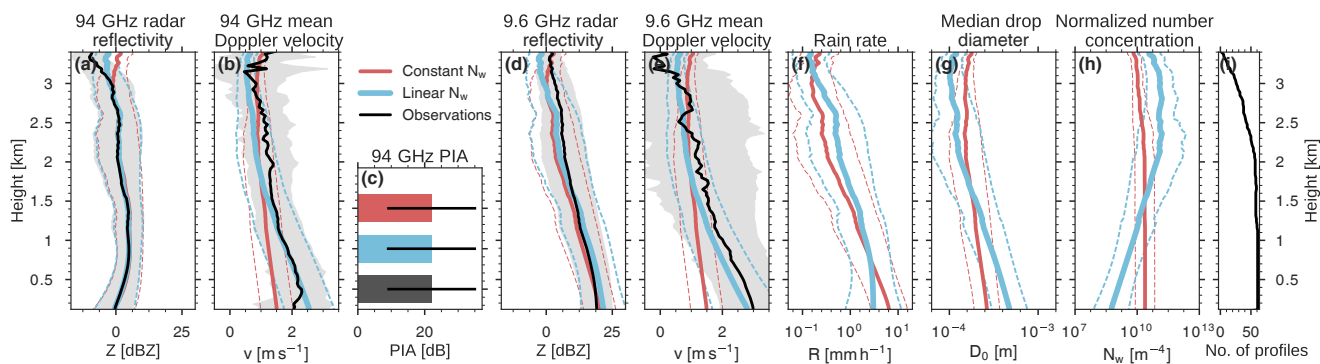 94 GHz radar
reflectivity
94 GHz mean
Doppler velocity
9.6 GHz radar
reflectivity
9.6 GHz mean
Doppler velocity
Rain rate
Median drop
diameter
Normalized number
concentration
(a)
(b)
(d)
(e)
(f)
(g)
(h)
(i)
Constant N_w
Linear N_w
Observations
94 GHz PIA
(c)
Height [km]
3
2.5
2
1.5
1
0.5
3
2.5
2
1.5
1
0.5
Height [km]
0 25
0 2
0 20
0 25
0 2
10⁻¹ 10⁰ 10¹
10⁻⁴ 10⁻³
10⁷ 10¹⁰ 10¹³
0 50
Z [dBZ]
v [m s⁻¹]
PIA [dB]
Z [dBZ]
v [m s⁻¹]
R [mm h⁻¹]
D₀ [m]
N_w [m⁻⁴]
No. of profiles